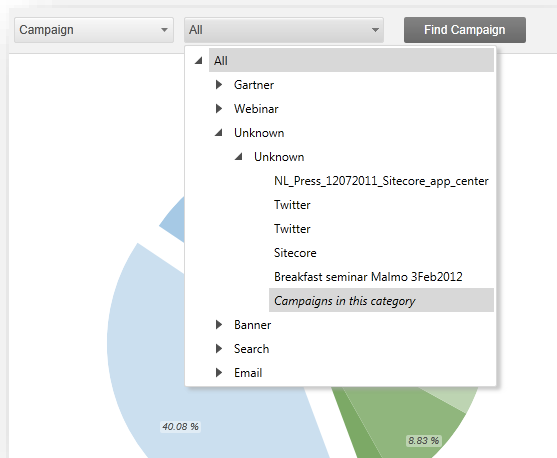 Campaign
All
Find Campaign
All
Gartner
Webinar
Unknown
Unknown
NL_Press_12072011_Sitecore_app_center
Twitter
Twitter
Sitecore
Breakfast seminar Malmo 3Feb2012
Campaigns in this category
Banner
Search
Email
40.08 %
8.83 %